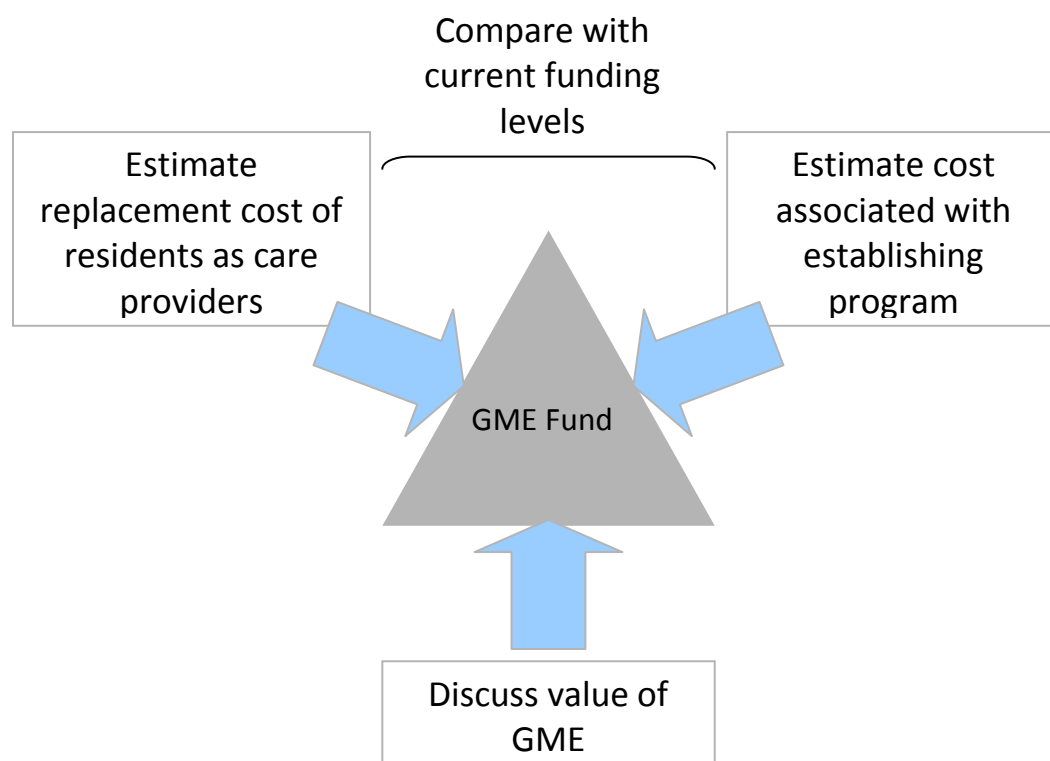 Compare with
current funding
levels
Estimate
replacement cost of
residents as care
providers
Estimate cost
associated with
establishing
program
GME Fund
Discuss value of
GME